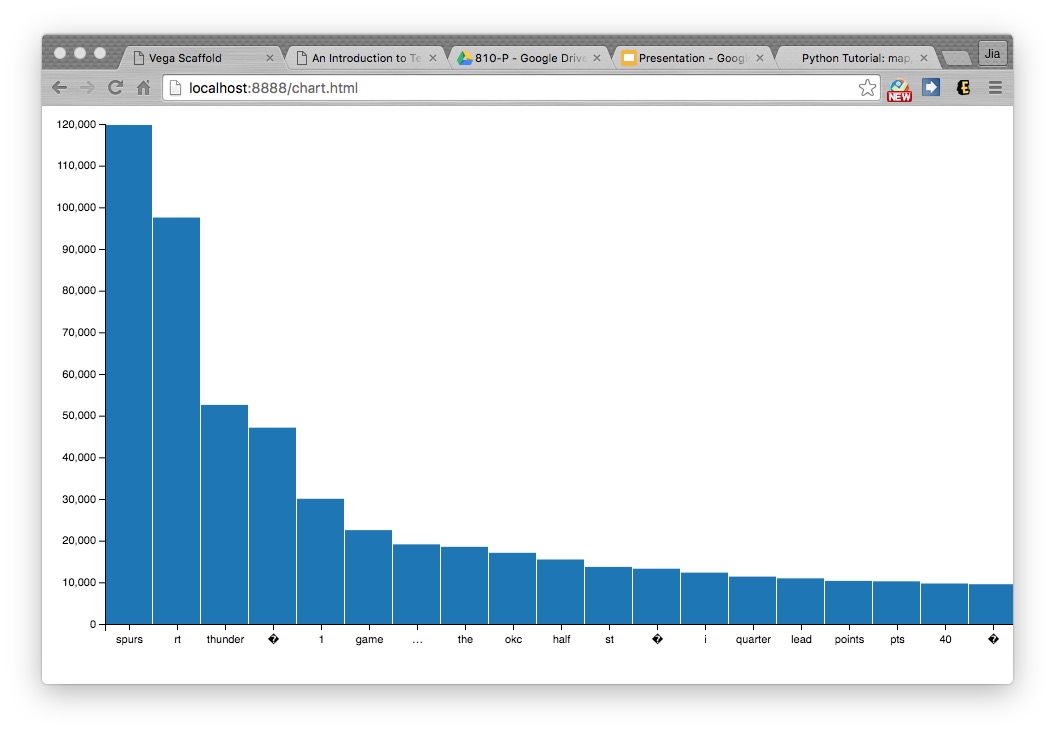 Vega Scaffold
An Introduction to Te
810-P - Google Drive
Presentation - Googl
Python Tutorial: map,
Jia
localhost:8888/chart.html
NEW
E
120,000
110,000
100,000
90,000
80,000
70,000
60,000
50,000
40,000
30,000
20,000
10,000
0
spurs rt thunder � 1 game … the okc half st � i quarter lead points pts 40 �